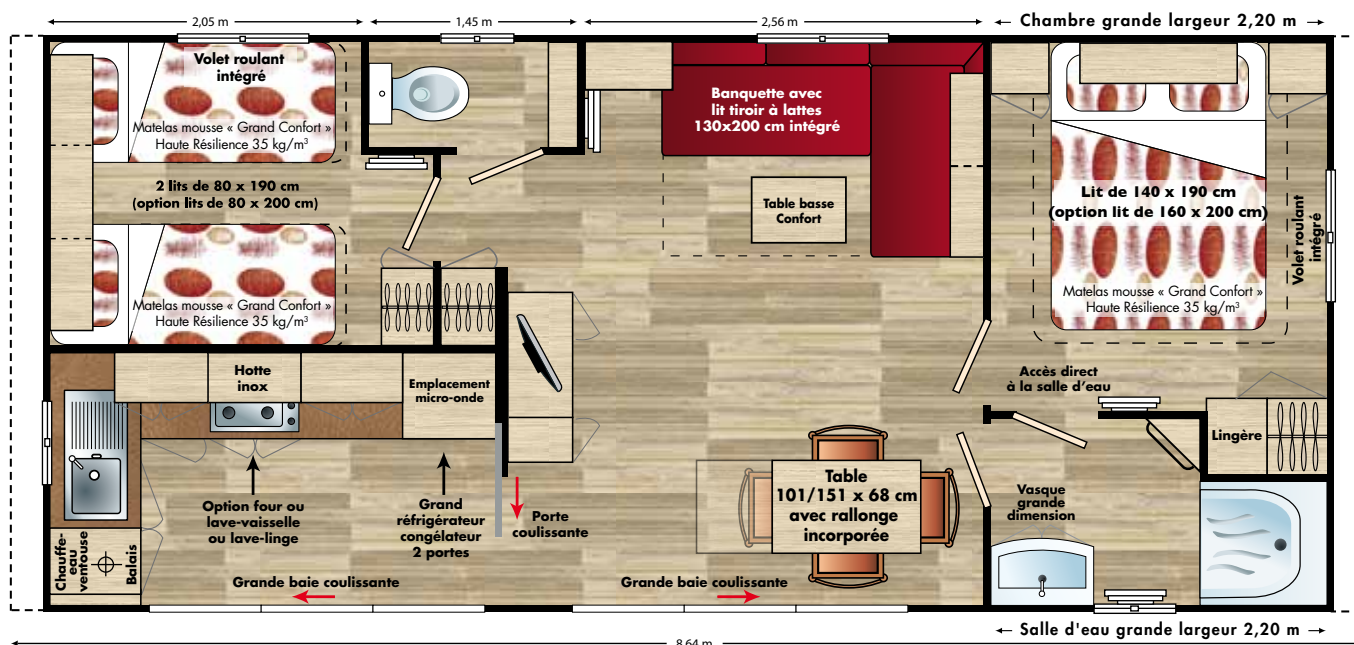 2,05 m
1,45 m
2,56 m
Chambre grande largeur 2,20 m
Volet roulant
intégré
Matelas mousse « Grand Confort »
Haute Résilience 35 kg/m³
2 lits de 80 x 190 cm
(option lits de 80 x 200 cm)
Matelas mousse « Grand Confort »
Haute Résilience 35 kg/m³
Banquette avec
lit tiroir à lattes
130x200 cm intégré
Table basse
Confort
Lit de 140 x 190 cm
(option lit de 160 x 200 cm)
Matelas mousse « Grand Confort »
Haute Résilience 35 kg/m³
Volet roulant
intégré
Hotte
inox
Emplacement
micro-onde
Accès direct
à la salle d'eau
Lingère
Option four ou
lave-vaisselle
ou lave-linge
Grand
réfrigérateur
congélateur
2 portes
Porte
coulissante
Table
101/151 x 68 cm
avec rallonge
incorporée
Vasque
grande
dimension
Chauffe-
eau
ventouse
Balais
Grande baie coulissante
Grande baie coulissante
Salle d'eau grande largeur 2,20 m
8,64 m